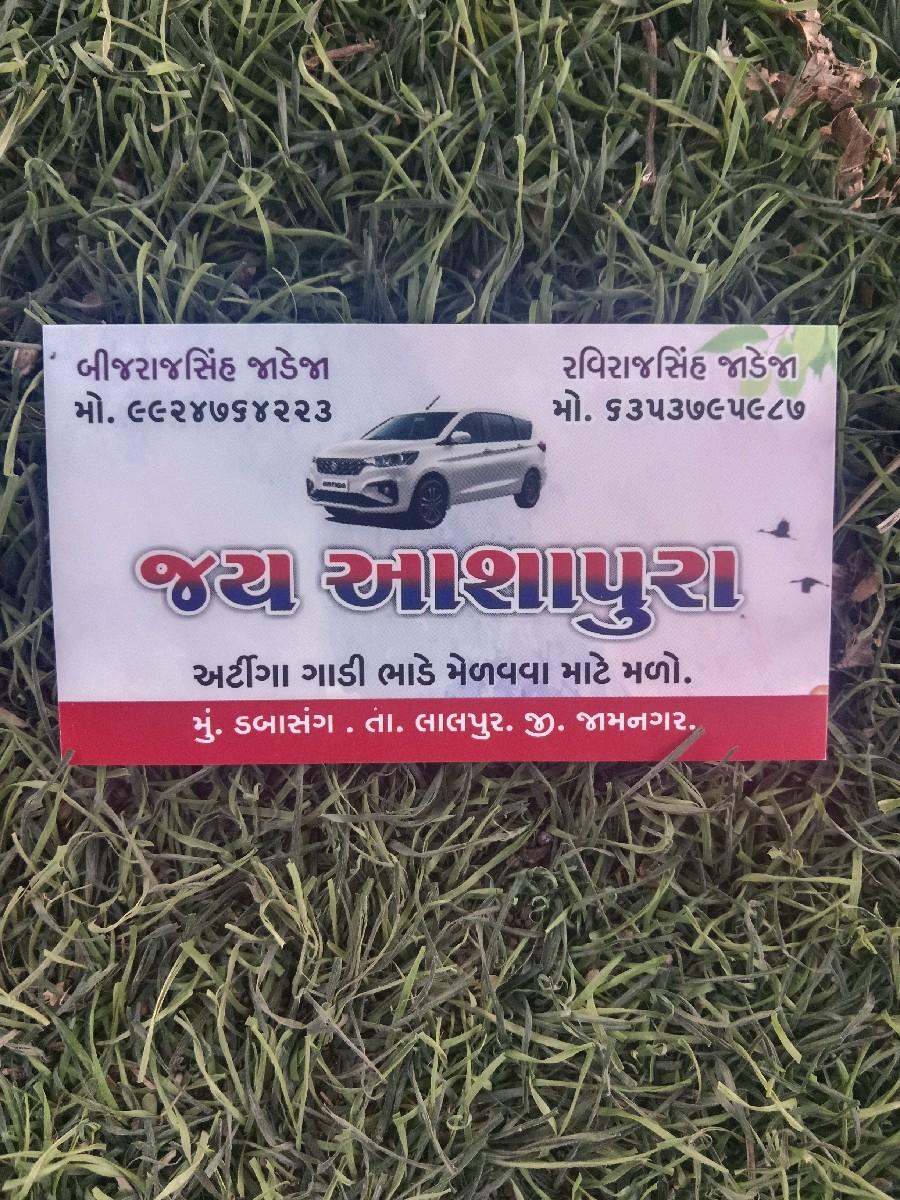 બીજરાજસિંહ જાડેજા
મો. ૯૯૨૪૭૬૪૨૨૩
રવિરાજસિંહ જાડેજા
મો. ૬૩૫૩૭૯૫૯૮૭
જય આશાપુરા
અર્ટીગા ગાડી ભાડે મેળવવા માટે મળો.
મું. ડબાસંગ . તા. લાલપુર. જી. જામનગર.